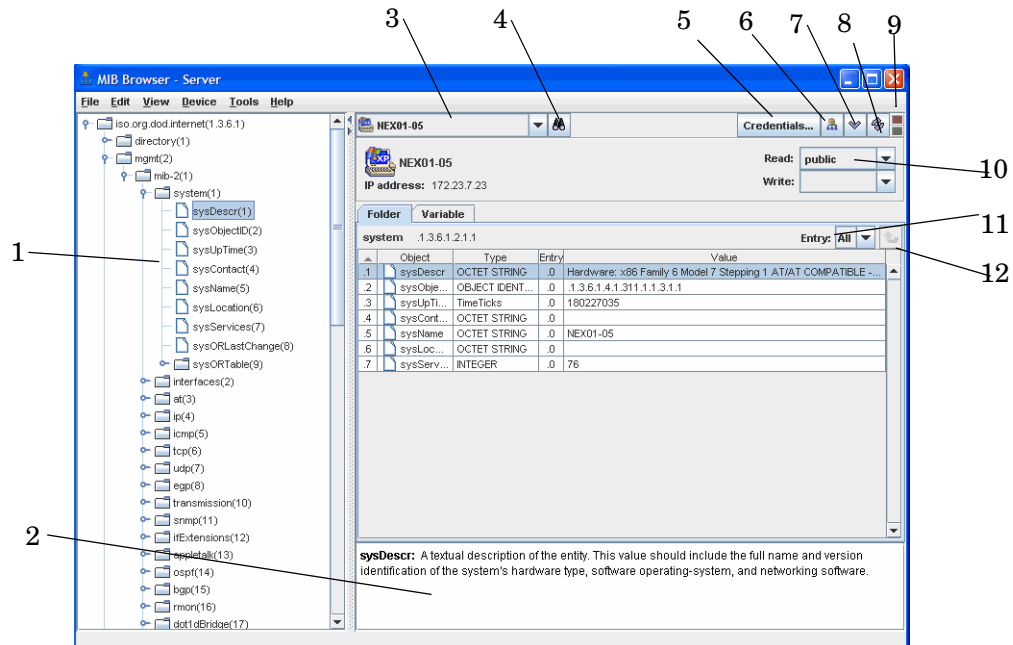 3 4 5 6 7 8 9
MIB Browser - Server
File Edit View Device Tools Help
iso.org.dod.internet(1.3.6.1)
directory(1)
mgmt(2)
mib-2(1)
system(1)
sysDescr(1)
sysObjectID(2)
sysUpTime(3)
sysContact(4)
sysName(5)
sysLocation(6)
sysServices(7)
sysORLastChange(8)
sysORTable(9)
interfaces(2)
at(3)
ip(4)
icmp(5)
tcp(6)
udp(7)
egp(8)
transmission(10)
snmp(11)
ifExtensions(12)
appletalk(13)
ospf(14)
bgp(15)
rmon(16)
dot1dBridge(17)
1
2
NEX01-05
Credentials...
NEX01-05
IP address: 172.23.7.23
Read: public
Write:
10
11
12
Folder Variable
system .1.3.6.1.2.1.1
Entry: All
Object Type Entry Value
.1 sysDescr OCTET STRING .0 Hardware: x86 Family 6 Model 7 Stepping 1 AT/AT COMPATIBLE -...
.2 sysObje... OBJECT IDENT... .0 .1.3.6.1.4.1.311.1.1.3.1.1
.3 sysUpTi... TimeTicks .0 180227035
.4 sysCont... OCTET STRING .0
.5 sysName OCTET STRING .0 NEX01-05
.6 sysLoc... OCTET STRING .0
.7 sysServ... INTEGER .0 76
sysDescr: A textual description of the entity. This value should include the full name and version
identification of the system's hardware type, software operating-system, and networking software.